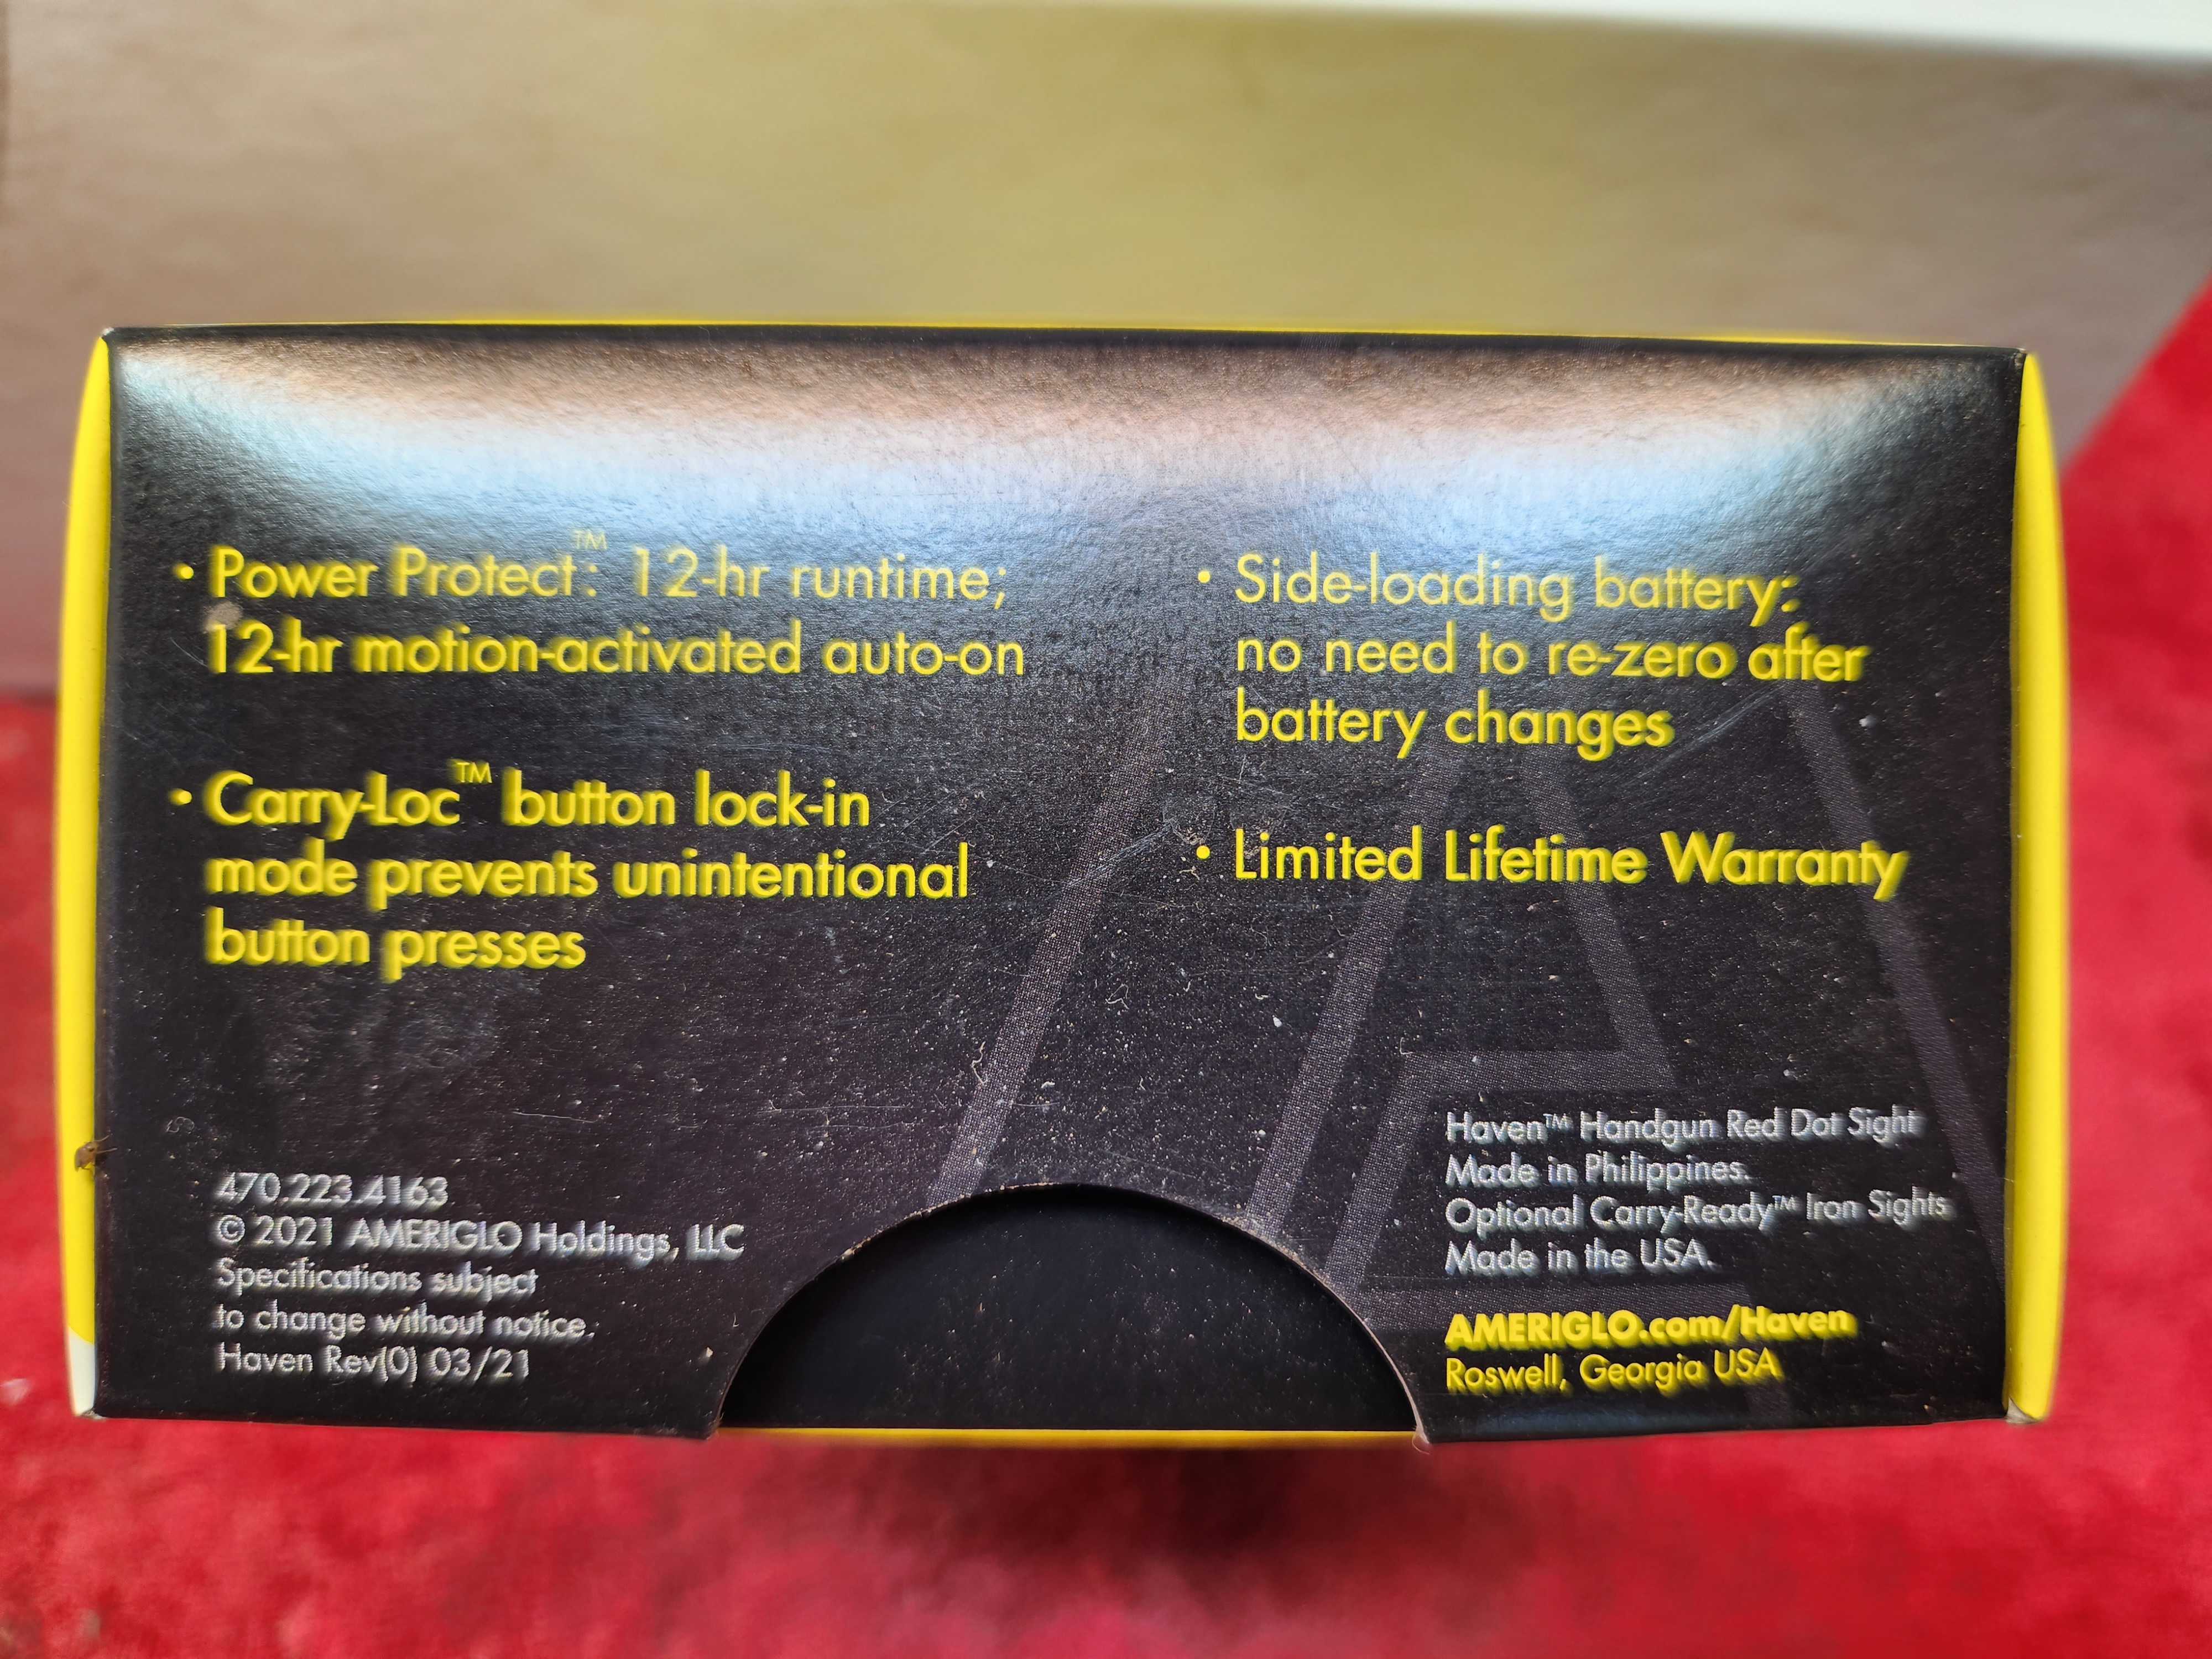 • Power Protect™: 12-hr runtime;
12-hr motion-activated auto-on
• Carry-Loc™ button lock-in
mode prevents unintentional
button presses
• Side-loading battery:
no need to re-zero after
battery changes
• Limited Lifetime Warranty
470.223.4163
© 2021 AMERIGLO Holdings, LLC
Specifications subject
to change without notice.
Haven Rev(0) 03/21
Haven™ Handgun Red Dot Sight
Made in Philippines.
Optional Carry-Ready™ Iron Sights
Made in the USA.
AMERIGLO.com/Haven
Roswell, Georgia USA